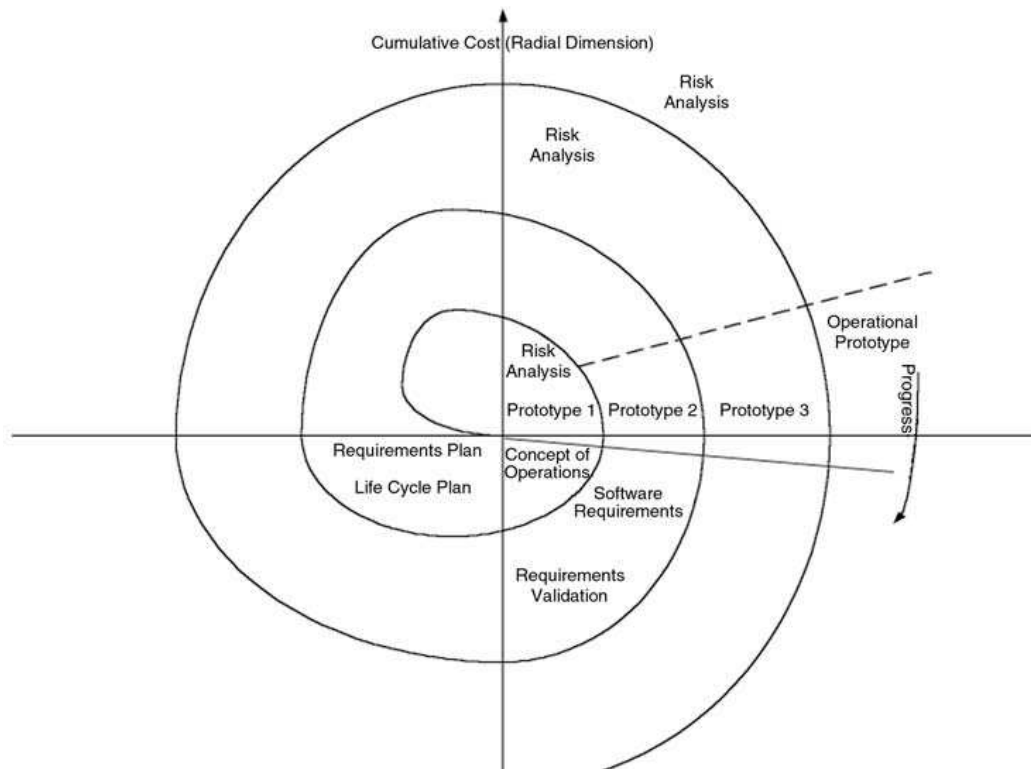 Cumulative Cost (Radial Dimension)
Risk
Analysis
Risk
Analysis
Operational
Prototype
Risk
Analysis
Progress
Prototype 1
Prototype 2
Prototype 3
Requirements Plan
Concept of
Operations
Life Cycle Plan
Software
Requirements
Requirements
Validation